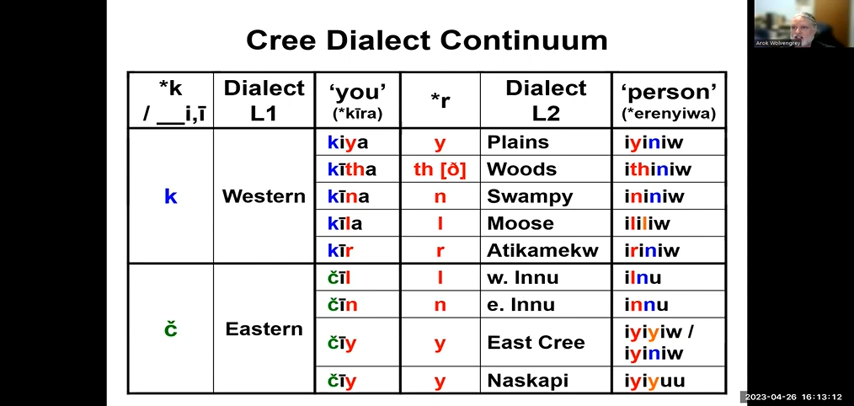 Cree Dialect Continuum
*k / __i,ī Dialect L1 ‘you’ (*kīra) *r Dialect L2 ‘person’ (*erenyiwa)
k Western
kiya y Plains iyiniw
kītha th [ð] Woods ithiniw
kīna n Swampy ininiw
kīla l Moose ililiw
kīr r Atikamekw iriniw
č Eastern
čīl l w. Innu ilnu
čīn n e. Innu innu
čīy y East Cree iyiyiw / iyiniw
čīy y Naskapi iyiyuu
Arok Wolvengrey
2023-04-26 16:13:12